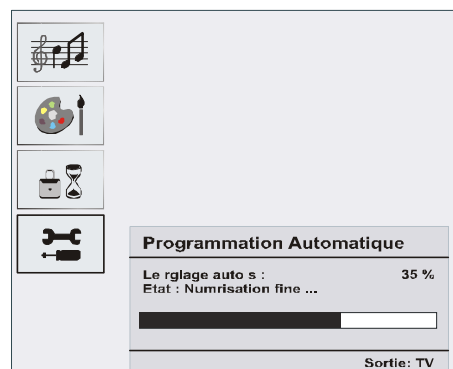 Programmation Automatique
Le rglage auto s : 35 %
Etat : Numrisation fine ...
Sortie: TV